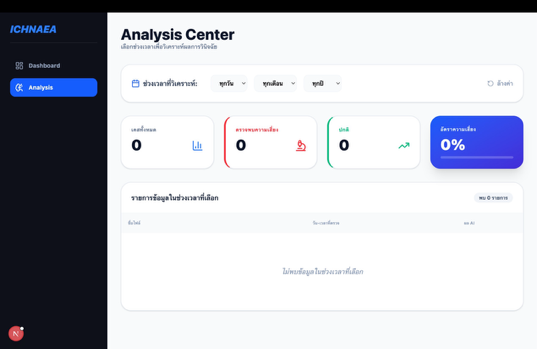 ICHNAEA
Dashboard
Analysis
Analysis Center
เลือกช่วงเวลาเพื่อวิเคราะห์ผลการวินิจฉัย
ช่วงเวลาที่วิเคราะห์:
ทุกวัน
ทุกเดือน
ทุกปี
ล้างค่า
เคสทั้งหมด
0
ตรวจพบความเสี่ยง
0
ปกติ
0
อัตราความเสี่ยง
0%
รายการข้อมูลในช่วงเวลาที่เลือก
พบ 0 รายการ
ชื่อไฟล์
วัน-เวลาที่ตรวจ
ผล AI
ไม่พบข้อมูลในช่วงเวลาที่เลือก
N